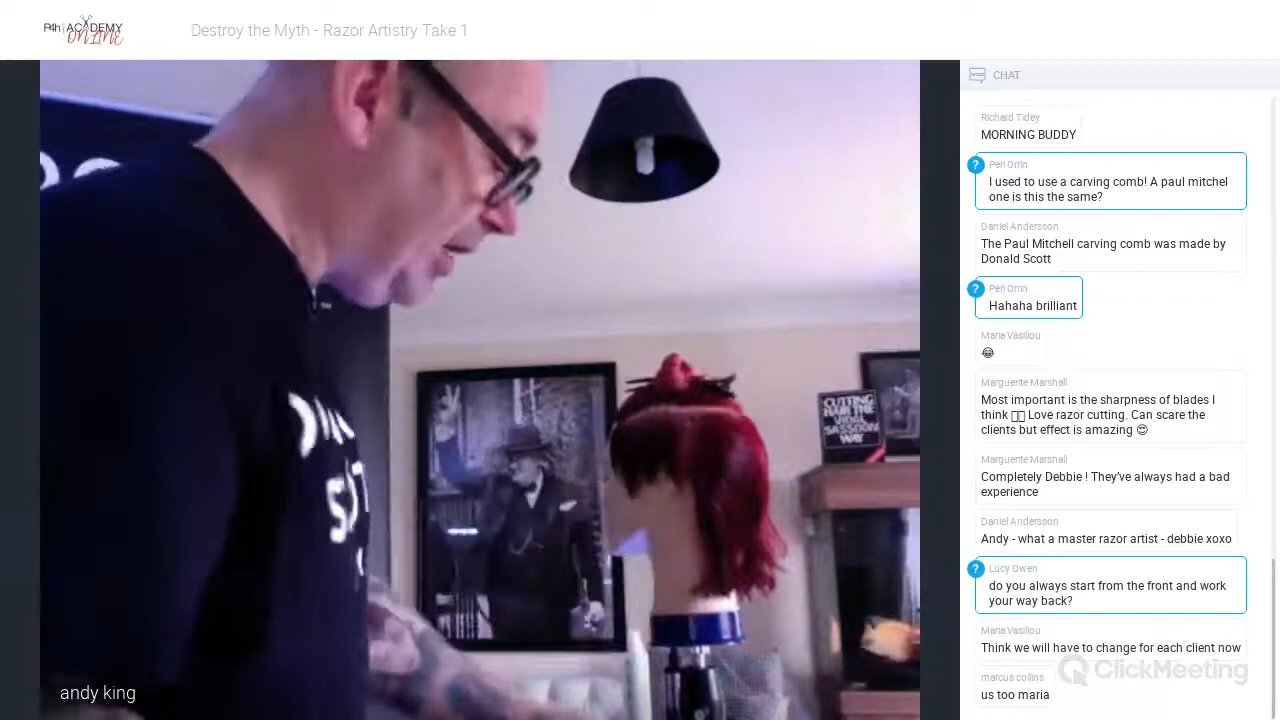 P4h | ACADEMY
ONLINE
Destroy the Myth - Razor Artistry Take 1
CHAT
Richard Tidey
MORNING BUDDY
? Peri Orrin
I used to use a carving comb! A paul mitchel
one is this the same?
Daniel Andersson
The Paul Mitchell carving comb was made by
Donald Scott
? Peri Orrin
Hahaha brilliant
Maria Vasiliou
😂
Marguerite Marshall
Most important is the sharpness of blades I
think Love razor cutting. Can scare the
clients but effect is amazing 😍
Marguerite Marshall
Completely Debbie ! They've always had a bad
experience
Daniel Andersson
Andy - what a master razor artist - debbie xoxo
? Lucy Owen
do you always start from the front and work
your way back?
Maria Vasiliou
Think we will have to change for each client now
marcus collins
us too maria
ClickMeeting
CUTTING
HAIR THE
VIDAL
SASSOON
WAY
andy king